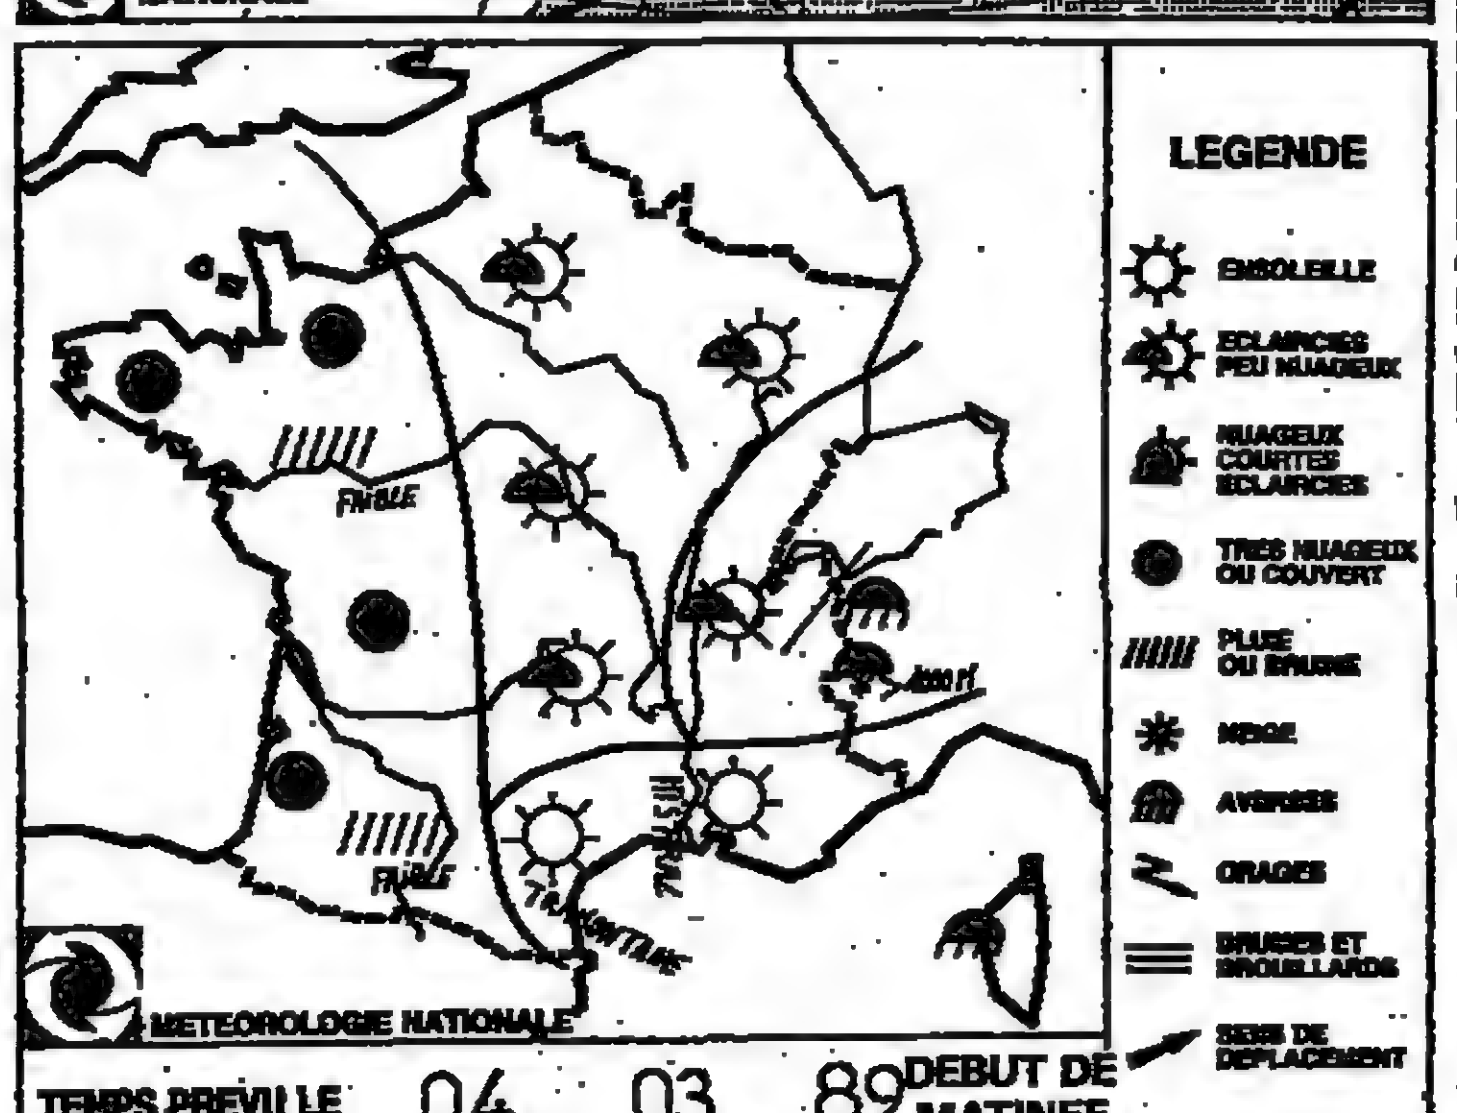 LEGENDE
ENSOLEILLE
ECLAIRCIES
PEU NUAGEUX
NUAGEUX
COURTES
ECLAIRCIES
TRES NUAGEUX
OU COUVERT
PLUIE
OU BRUINE
NEIGE
AVERSES
ORAGES
BRUMES ET
BROUILLARDS
SENS DE
DEPLACEMENT
FAIBLE
MISTRAL
FAIBLE
TRAMONTANE
METEOROLOGIE NATIONALE
TEMPS PREVU LE 04 03 89 DEBUT DE
MATINEE